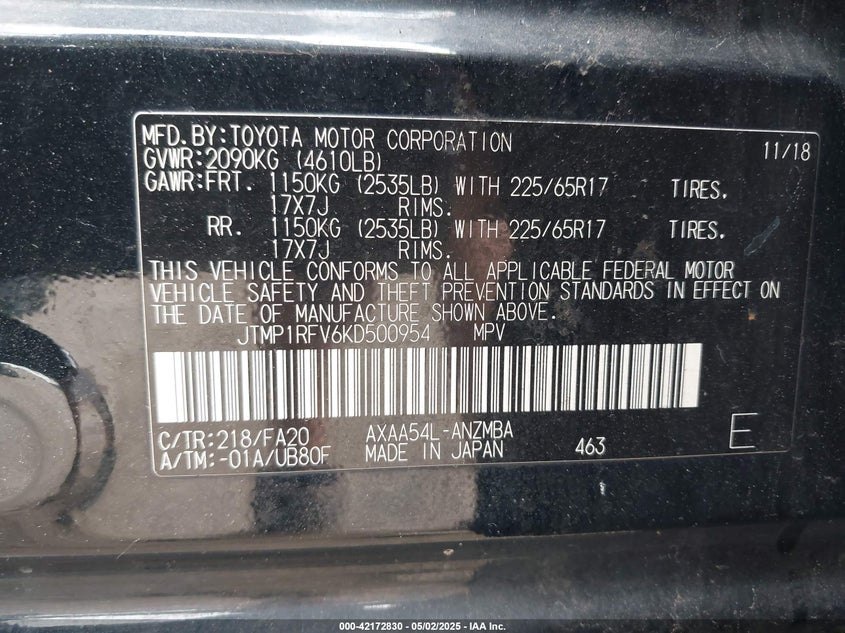 MFD.BY:TOYOTA MOTOR CORPORATION 11/18
GVWR:2090KG (4610LB)
GAWR:FRT. 1150KG (2535LB) WITH 225/65R17 TIRES.
17X7J RIMS.
RR. 1150KG (2535LB) WITH 225/65R17 TIRES.
17X7J RIMS.
THIS VEHICLE CONFORMS TO ALL APPLICABLE FEDERAL MOTOR
VEHICLE SAFETY AND THEFT PREVENTION STANDARDS IN EFFECT ON
THE DATE OF MANUFACTURE SHOWN ABOVE.
JTMP1RFV6KD500954 MPV
C/TR:218/FA20 AXAA54L-ANZMBA
A/TM:-01A/UB80F MADE IN JAPAN 463 E
000-42172830 - 05/02/2025 - IAA Inc.